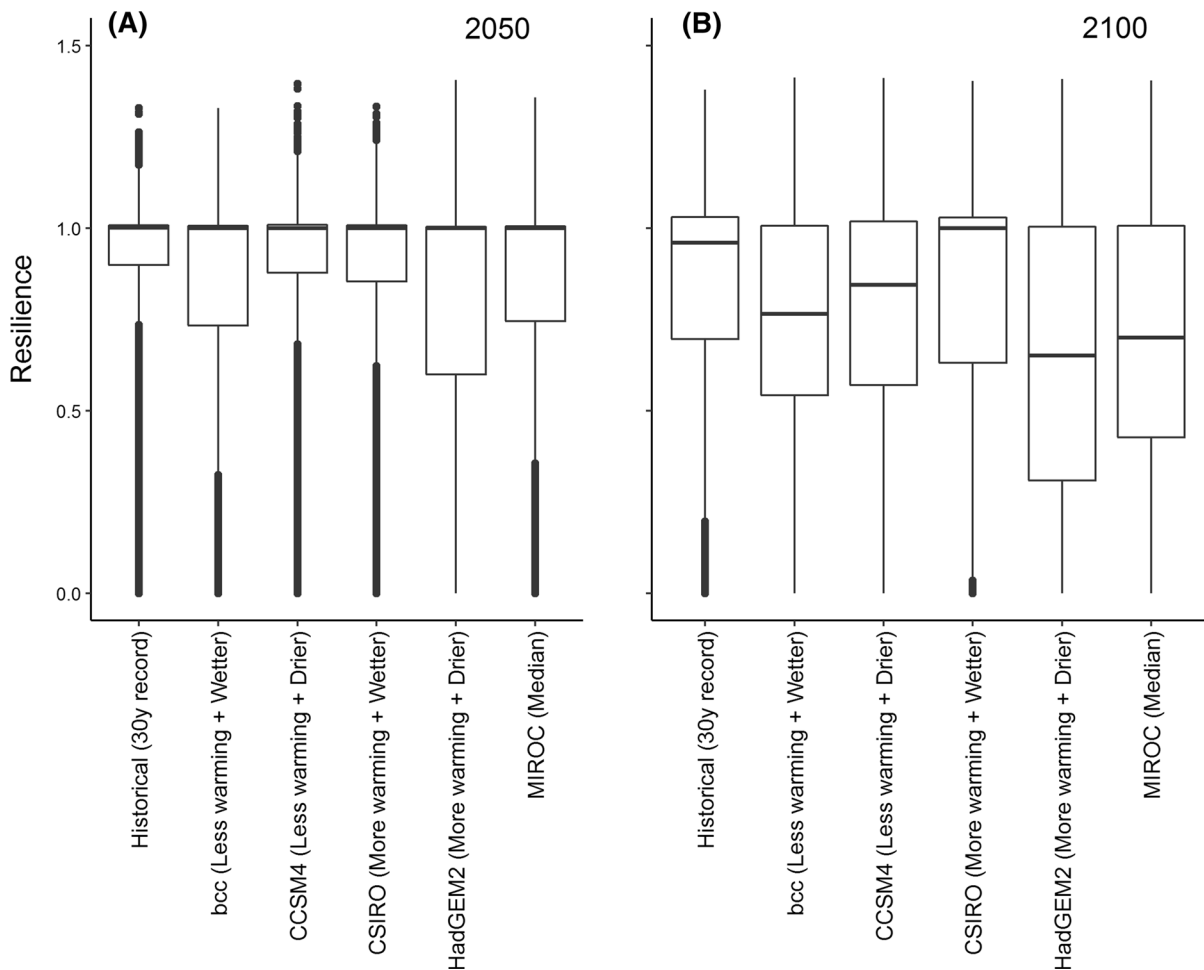 (A)
2050
(B)
2100
Resilience
1.5
1.0
0.5
0.0
Historical (30y record)
bcc (Less warming + Wetter)
CCSM4 (Less warming + Drier)
CSIRO (More warming + Wetter)
HadGEM2 (More warming + Drier)
MIROC (Median)
Historical (30y record)
bcc (Less warming + Wetter)
CCSM4 (Less warming + Drier)
CSIRO (More warming + Wetter)
HadGEM2 (More warming + Drier)
MIROC (Median)